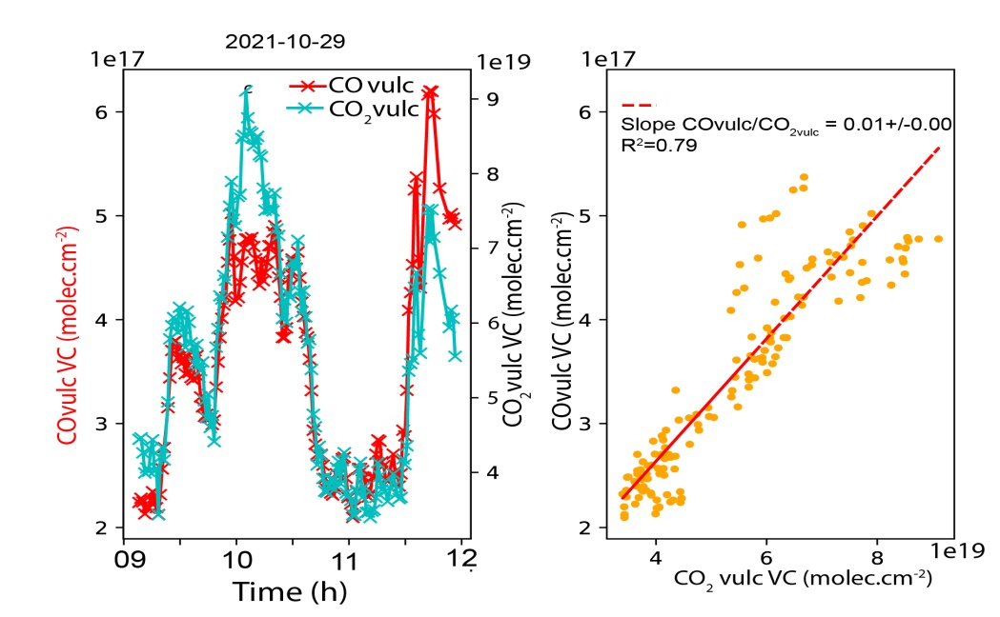 2021-10-29
1e17
1e19
CO vulc
CO2vulc
6
5
4
3
2
9
8
7
6
5
4
COvulc VC (molec.cm-2)
CO2vulc VC (molec.cm-2)
09
10
11
12
Time (h)
1e17
Slope COvulc/CO2vulc = 0.01+/-0.00
R2=0.79
6
5
4
3
2
COvulc VC (molec.cm-2)
4
6
8
1e19
CO2 vulc VC (molec.cm-2)